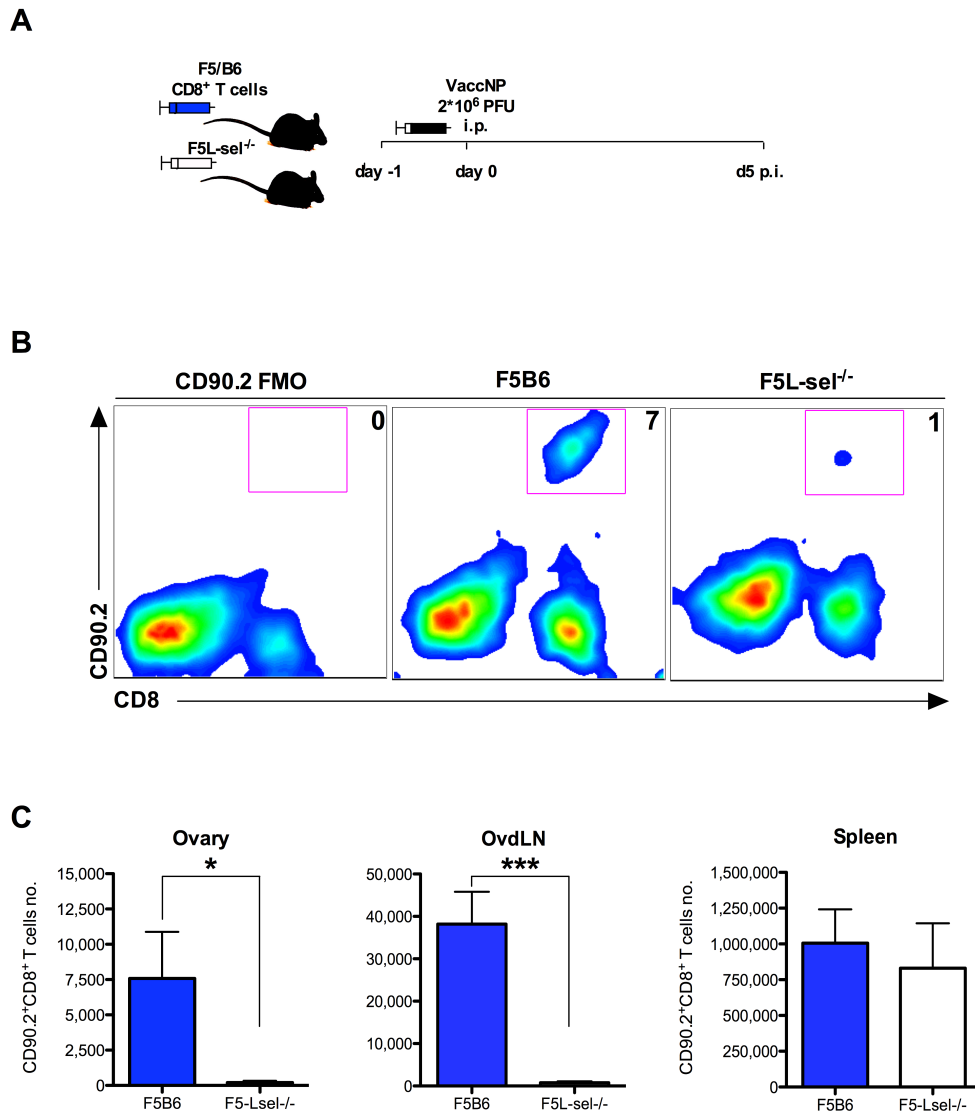 A
F5/B6
CD8+ T cells
F5L-sel-/-
VaccNP
2*10^6 PFU
i.p.
day -1
day 0
d5 p.i.
B
CD90.2 FMO
F5B6
F5L-sel-/-
0
7
1
CD90.2
CD8
C
Ovary
*
CD90.2+CD8+ T cells no.
15,000
12,500
10,000
7,500
5,000
2,500
0
F5B6
F5-Lsel-/-
OvdLN
***
50,000
40,000
30,000
20,000
10,000
0
F5B6
F5L-sel-/-
Spleen
CD90.2+CD8+ T cells no.
1,500,000
1,250,000
1,000,000
750,000
500,000
250,000
0
F5B6
F5L-sel-/-